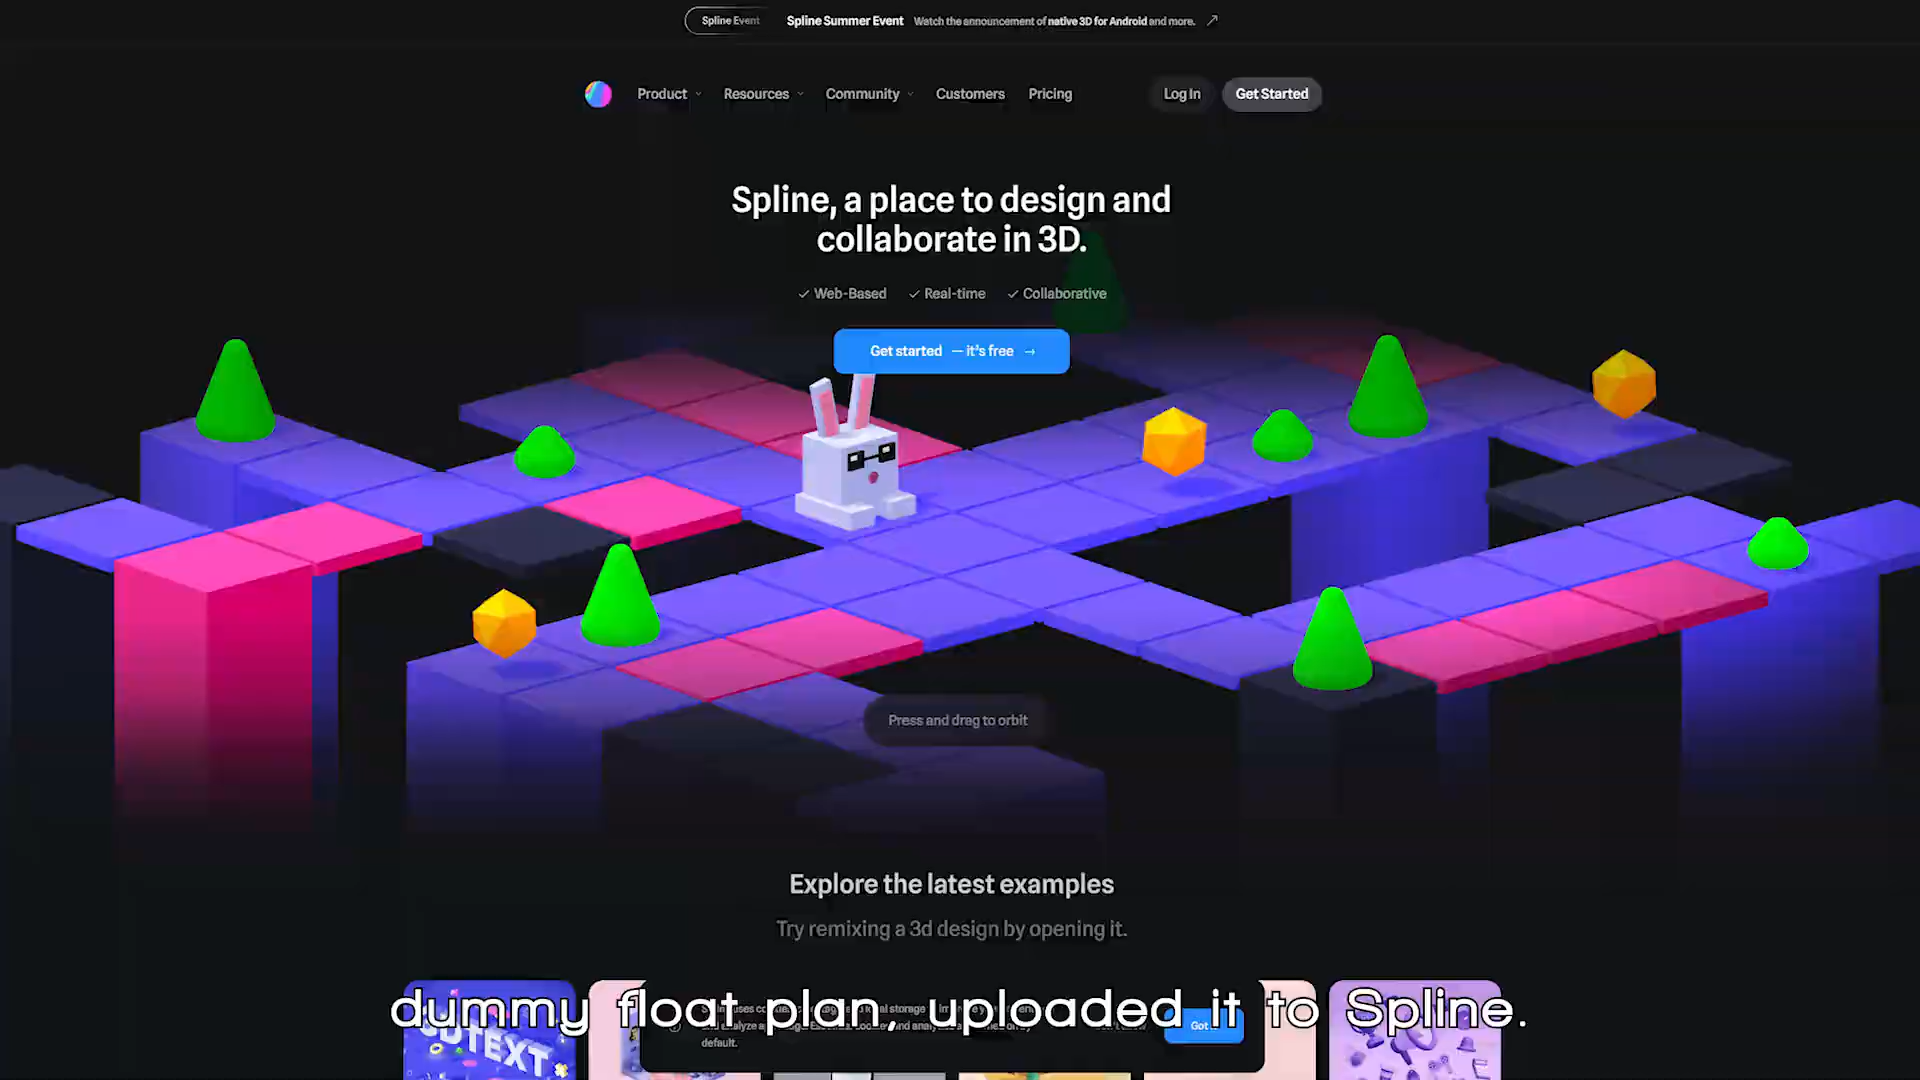 Spline Event Spline Summer Event Watch the announcement of native 3D for Android and more.
Product Resources Community Customers Pricing Log In Get Started
Spline, a place to design and
collaborate in 3D.
Web-Based Real-time Collaborative
Get started — it's free →
Press and drag to orbit
Explore the latest examples
Try remixing a 3d design by opening it.
dummy float plan, uploaded it to Spline.
default.